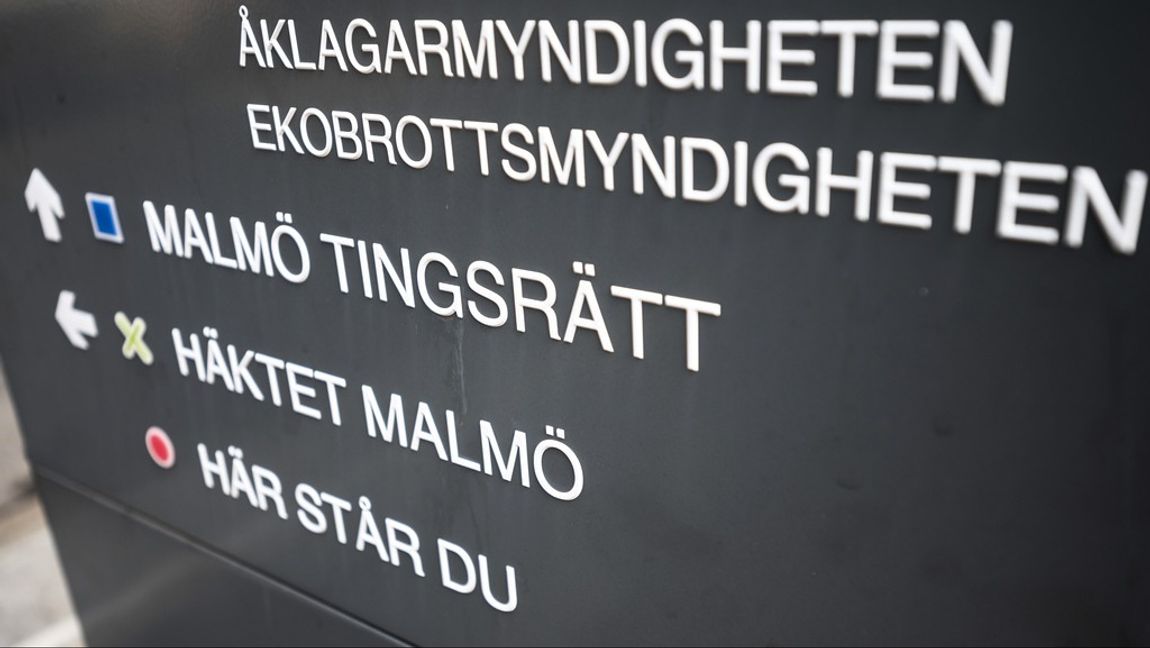 ÅKLAGARMYNDIGHETEN
EKOBROTTSMYNDIGHETEN
MALMÖ TINGSRÄTT
HÄKTET MALMÖ
HÄR STÅR DU